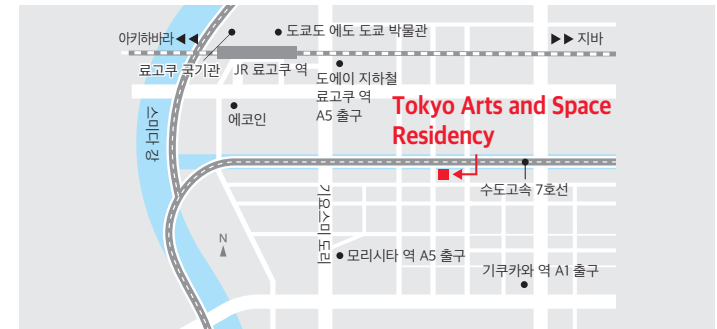 도쿄도 에도 도쿄 박물관
아키하바라◀◀
▶▶지바
료고쿠 국기관
JR 료고쿠 역
도에이 지하철
료고쿠 역
A5 출구
에코인
스미다 강
Tokyo Arts and Space
Residency
수도고속 7호선
기요스미 도리
N
모리시타 역 A5 출구
기쿠카와 역 A1 출구